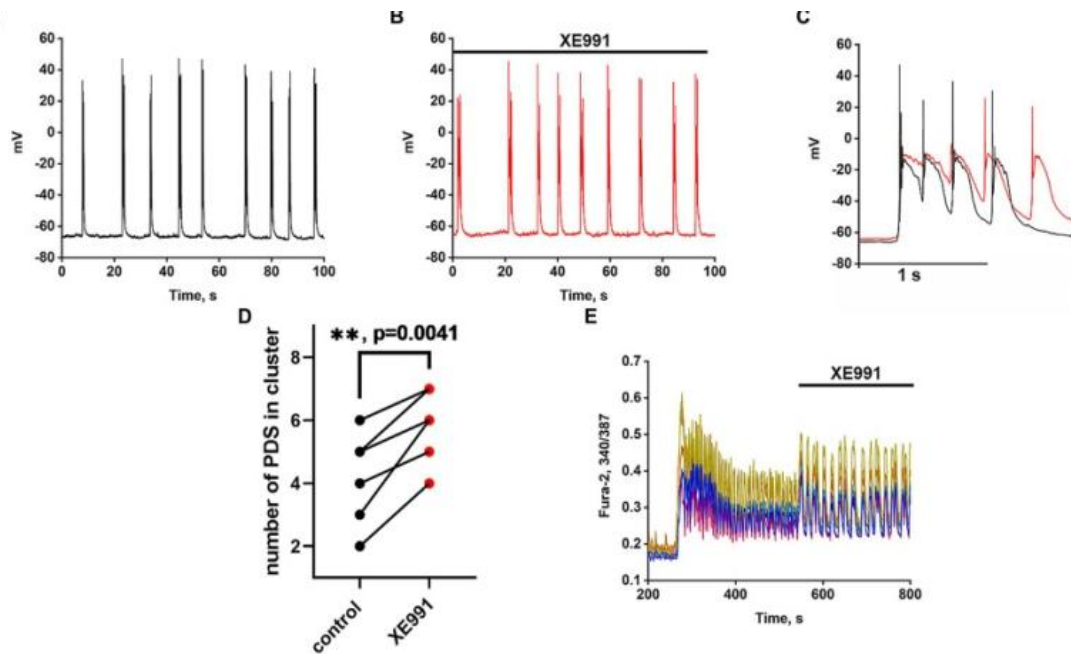 B
XE991
C
60
40
20
0
-20
-40
-60
-80
mV
0 20 40 60 80 100
Time, s
60
40
20
0
-20
-40
-60
-80
mV
0 20 40 60 80 100
Time, s
60
40
20
0
-20
-40
-60
-80
mV
1 s
D
**, p=0.0041
8
6
4
2
number of PDS in cluster
control
XE991
E
XE991
0.7
0.6
0.5
0.4
0.3
0.2
0.1
Fura-2, 340/387
200 400 600 800
Time, s